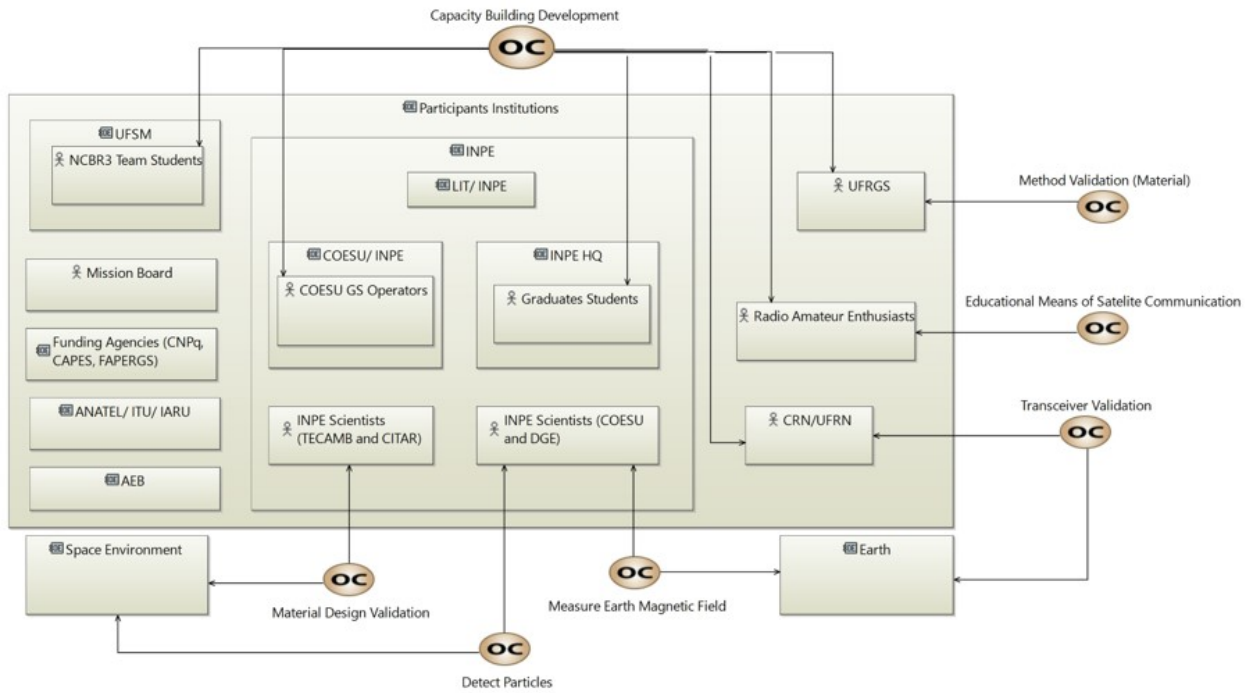 Capacity Building Development
OC
Participants Institutions
UFSM
NCBR3 Team Students
INPE
LIT/ INPE
UFRGS
Method Validation (Material)
OC
COESU/ INPE
COESU GS Operators
INPE HQ
Graduates Students
Mission Board
Radio Amateur Enthusiasts
Educational Means of Satelite Communication
OC
Funding Agencies (CNPq,
CAPES, FAPERGS)
ANATEL/ ITU/ IARU
INPE Scientists
(TECAMB and CITAR)
INPE Scientists (COESU
and DGE)
CRN/UFRN
Transceiver Validation
OC
AEB
Space Environment
OC
Material Design Validation
OC
Measure Earth Magnetic Field
Earth
OC
Detect Particles